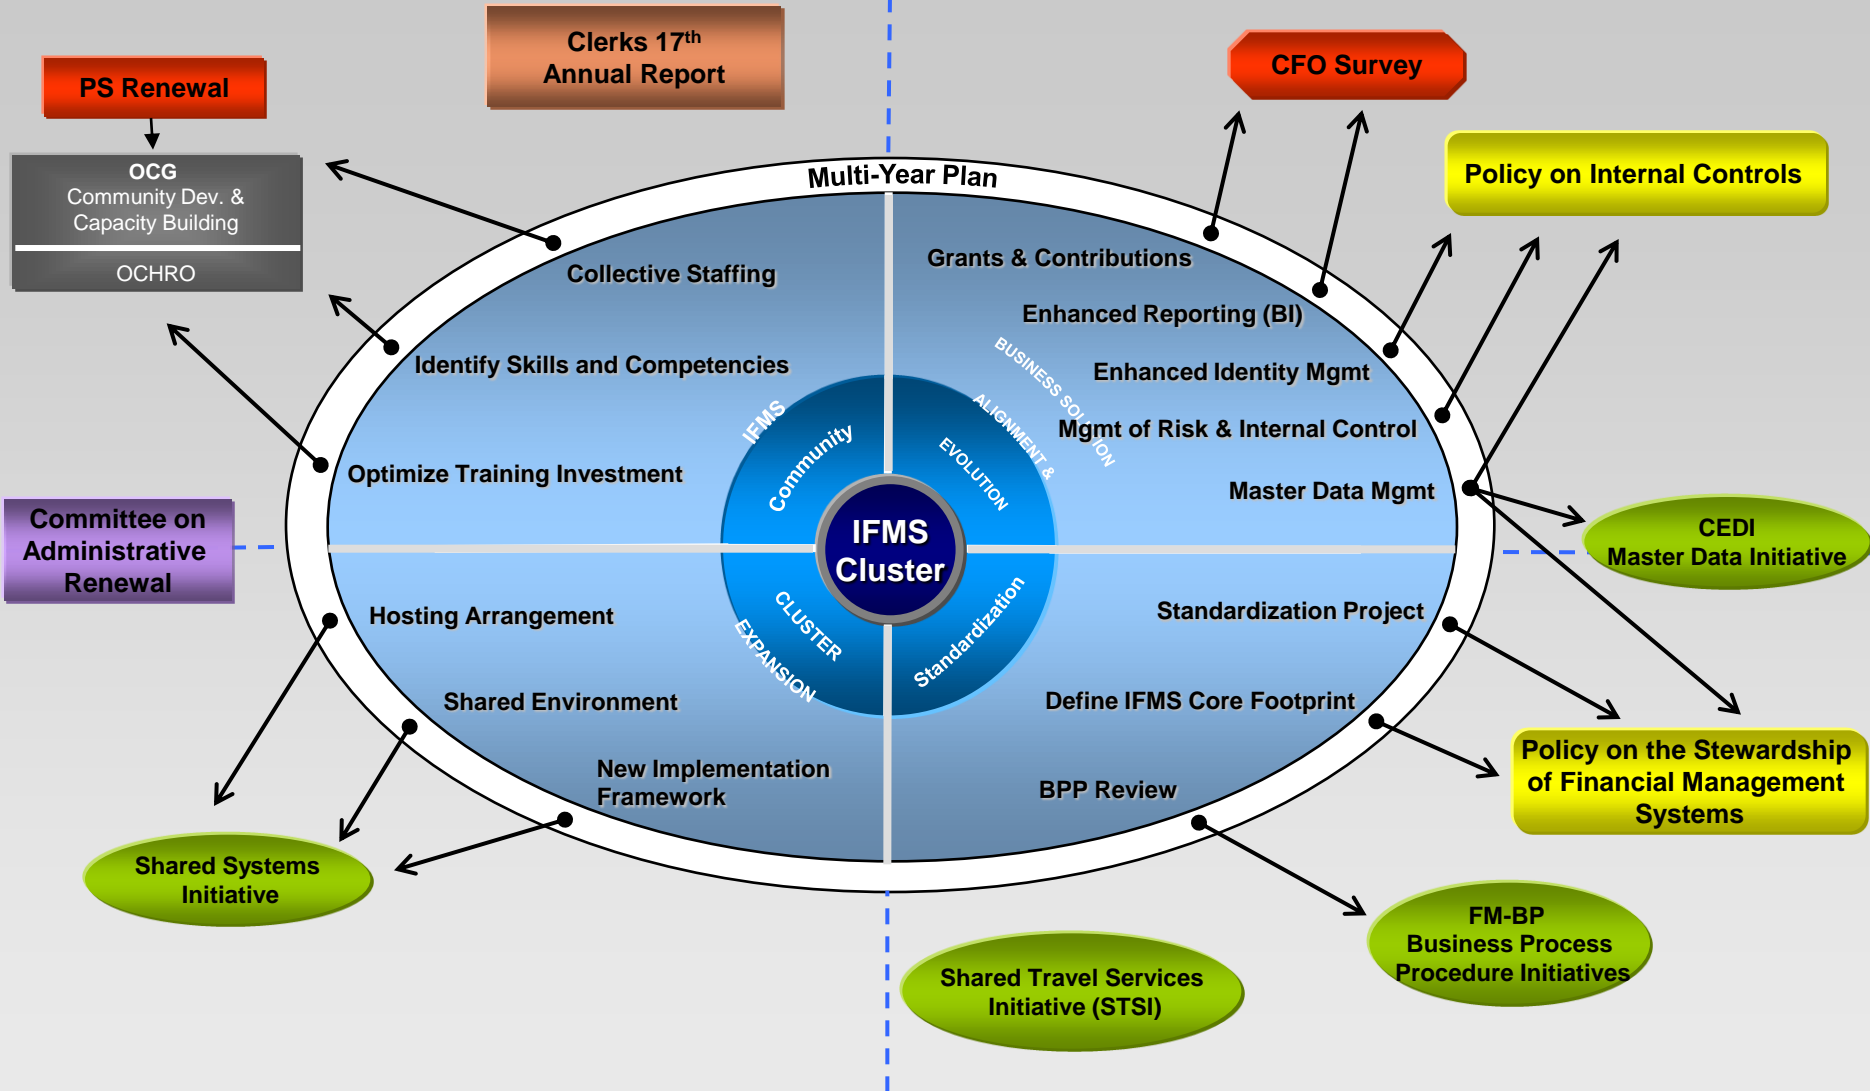 Clerks 17th
Annual Report
PS Renewal
CFO Survey
OCG
Community Dev. &
Capacity Building
OCHRO
Policy on Internal Controls
Multi-Year Plan
Collective Staffing
Identify Skills and Competencies
Optimize Training Investment
Grants & Contributions
Enhanced Reporting (BI)
Enhanced Identity Mgmt
Mgmt of Risk & Internal Control
Master Data Mgmt
IFMS
Community
BUSINESS SOLUTION
ALIGNMENT &
EVOLUTION
IFMS
Cluster
Committee on
Administrative
Renewal
CEDI
Master Data Initiative
Hosting Arrangement
Shared Environment
New Implementation
Framework
CLUSTER
EXPANSION
Standardization
Standardization Project
Define IFMS Core Footprint
BPP Review
Policy on the Stewardship
of Financial Management
Systems
Shared Systems
Initiative
FM-BP
Business Process
Procedure Initiatives
Shared Travel Services
Initiative (STSI)